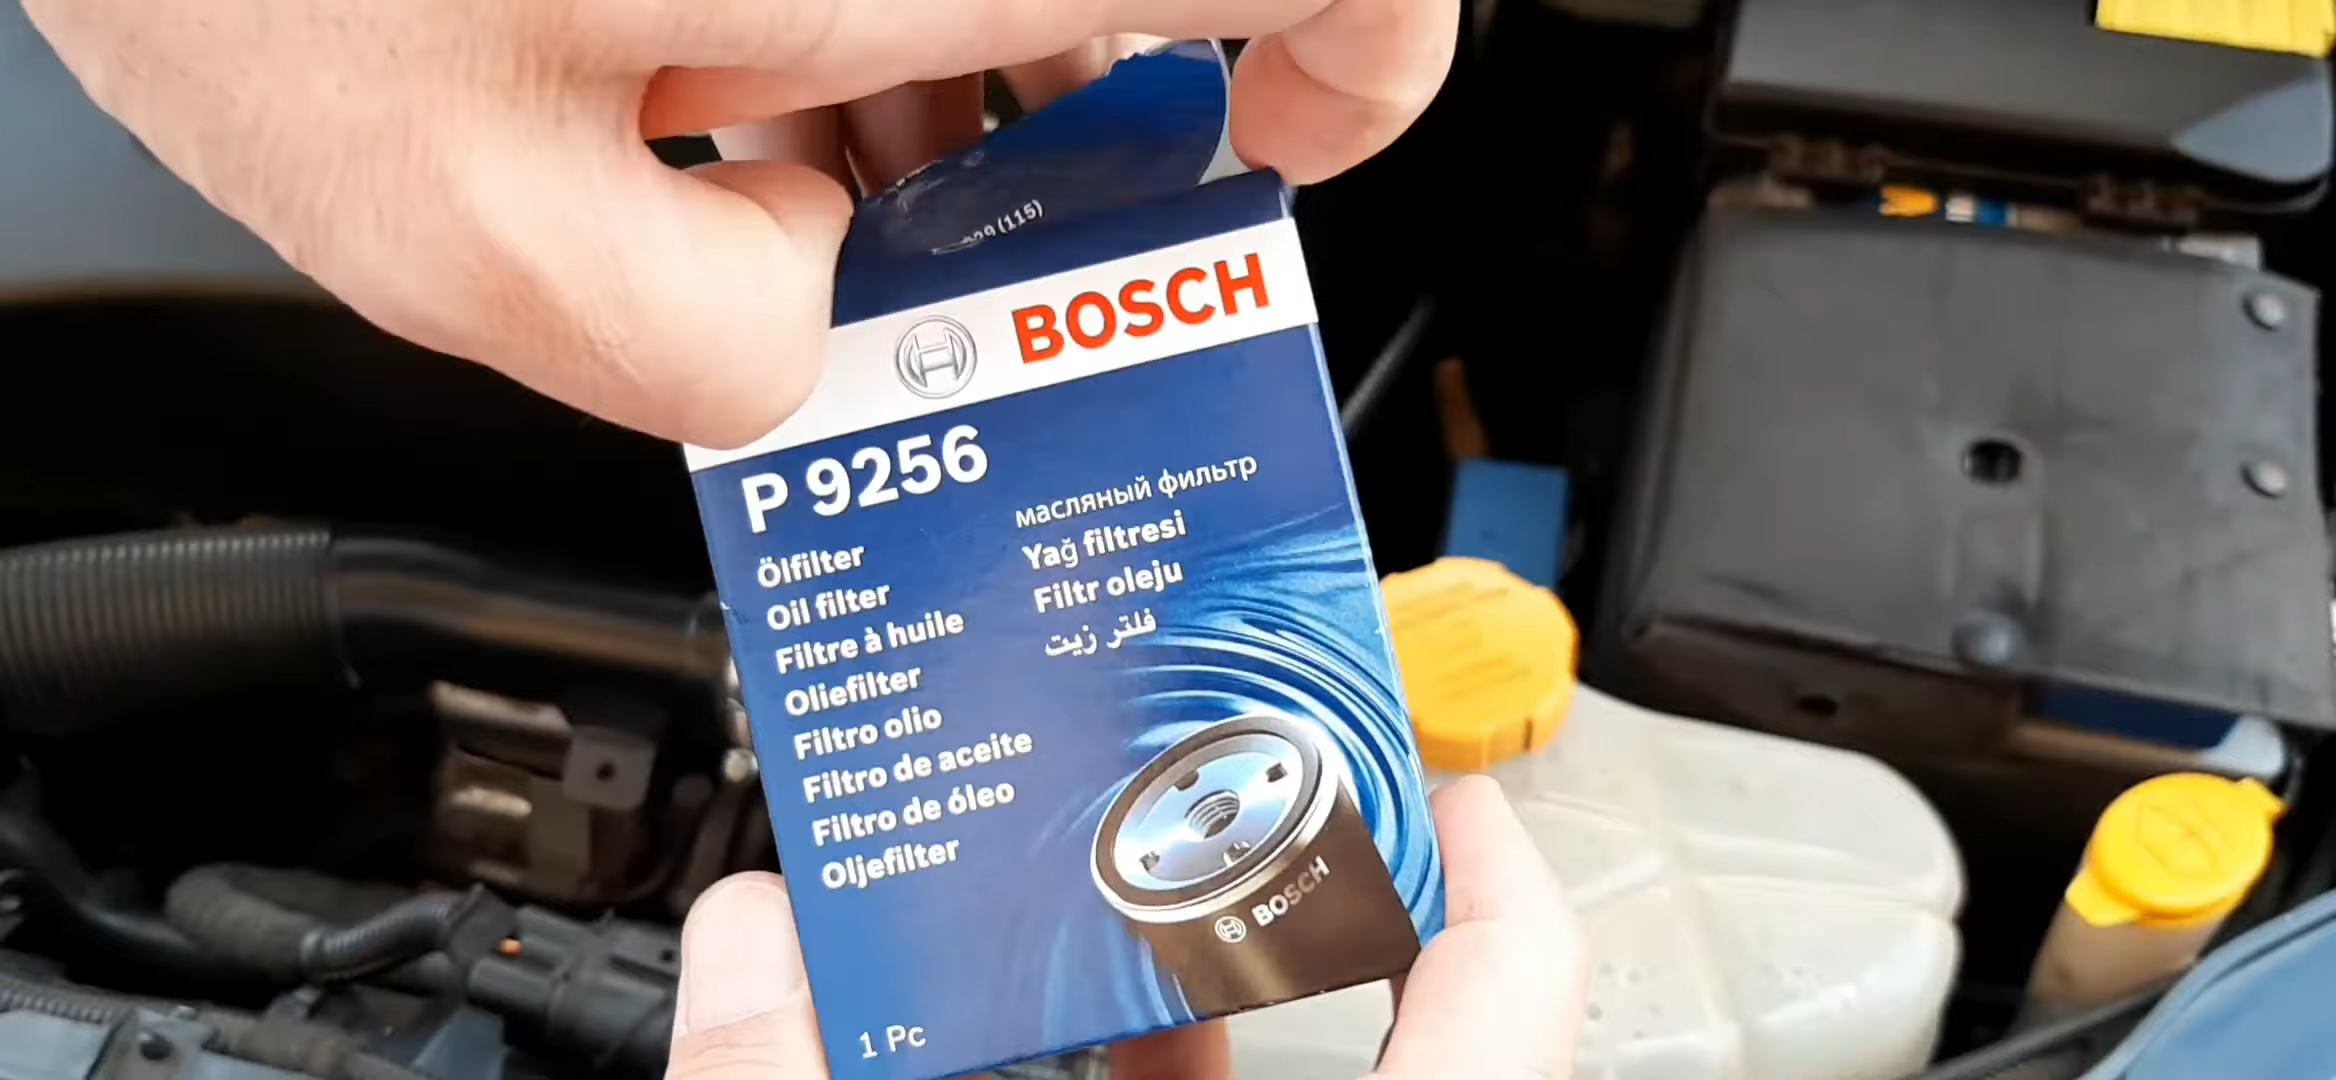 (115)
BOSCH
P 9256
Ölfilter
Oil filter
Filtre à huile
Oliefilter
Filtro olio
Filtro de aceite
Filtro de óleo
Oljefilter
масляный фильтр
Yağ filtresi
Filtr oleju
فلتر زيت
BOSCH
1 Pc